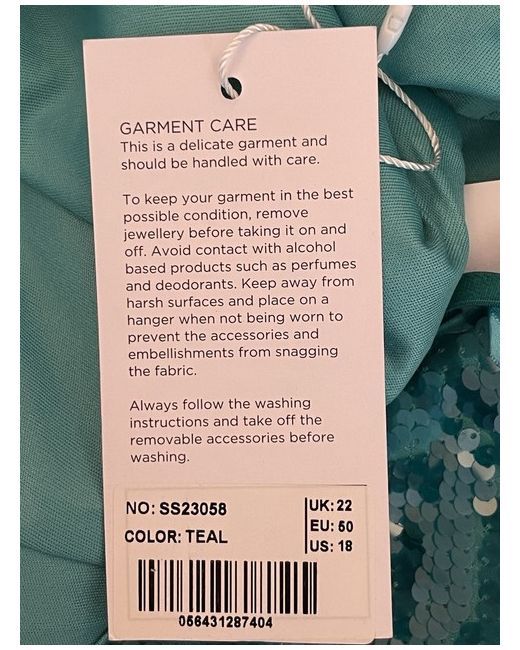 GARMENT CARE
This is a delicate garment and
should be handled with care.
To keep your garment in the best
possible condition, remove
jewellery before taking it on and
off. Avoid contact with alcohol
based products such as perfumes
and deodorants. Keep away from
harsh surfaces and place on a
hanger when not being worn to
prevent the accessories and
embellishments from snagging
the fabric.
Always follow the washing
instructions and take off the
removable accessories before
washing.
NO: SS23058
COLOR: TEAL
UK: 22
EU: 50
US: 18
056431287404